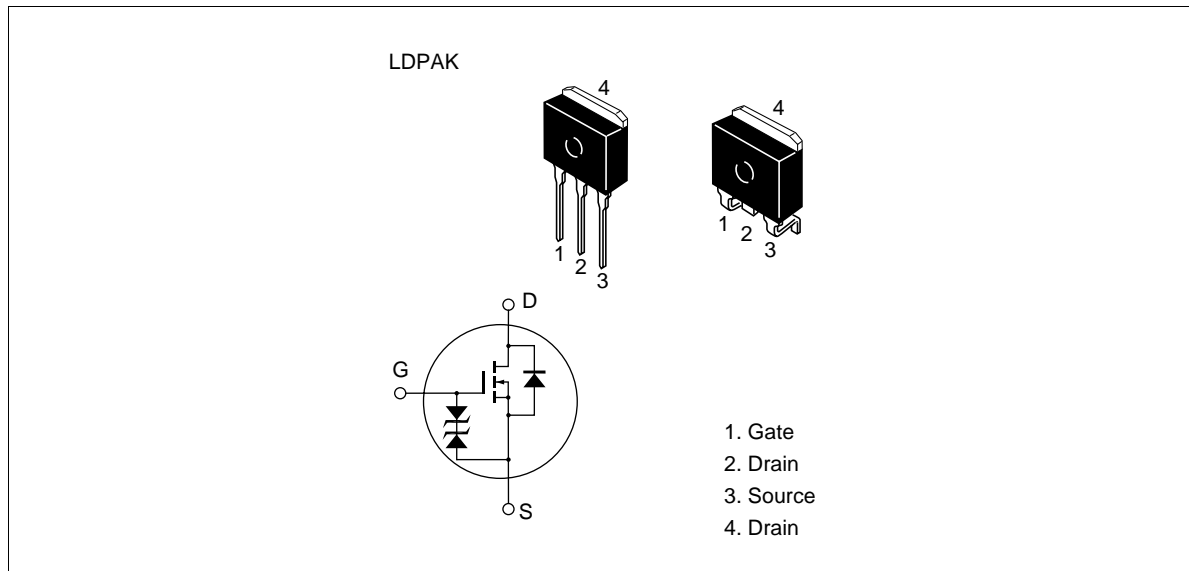 LDPAK
4
4
1
2
3
1
2
3
D
G
S
1. Gate
2. Drain
3. Source
4. Drain